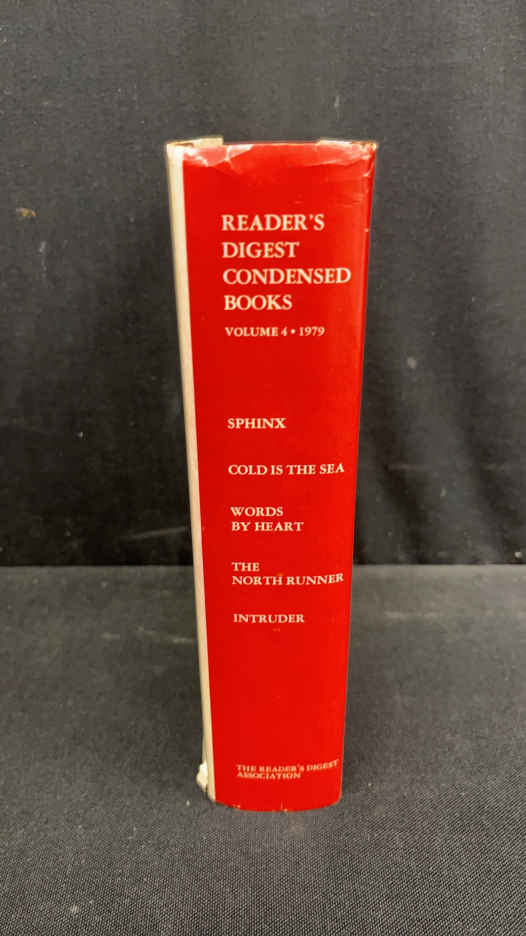 READER'S
DIGEST
CONDENSED
BOOKS
VOLUME 4 • 1979
SPHINX
COLD IS THE SEA
WORDS
BY HEART
THE
NORTH RUNNER
INTRUDER
THE READER'S DIGEST
ASSOCIATION